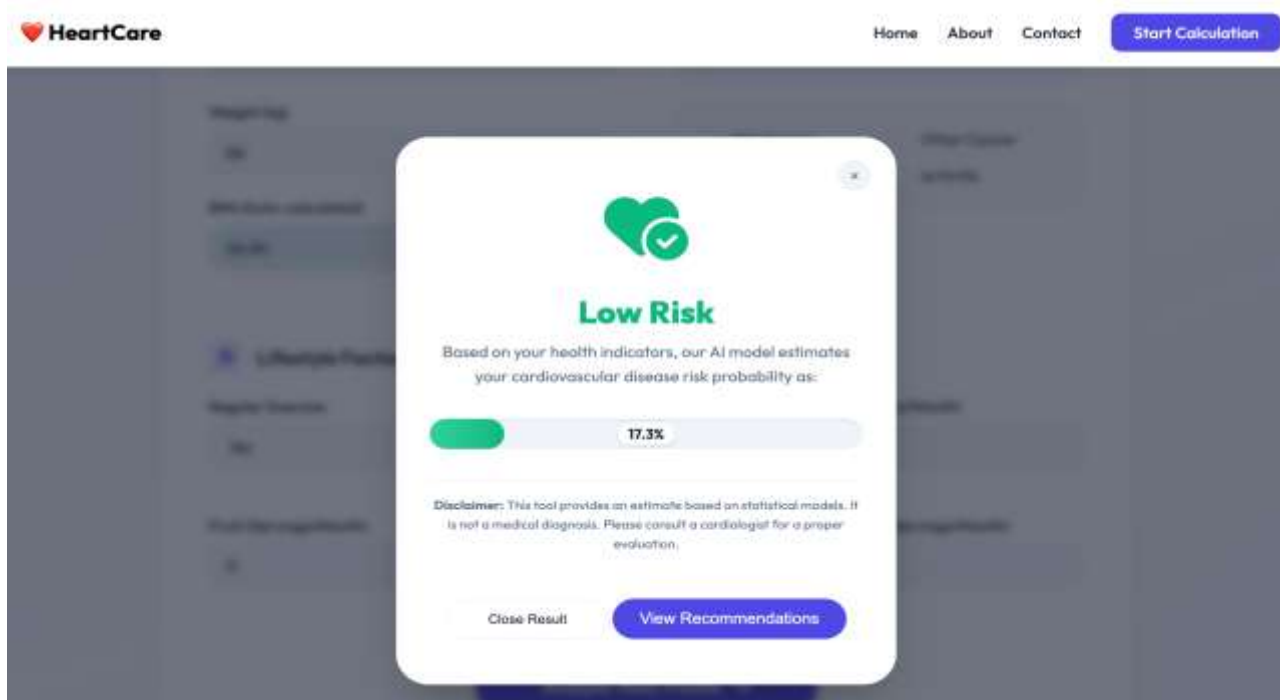 HeartCare
Home
About
Contact
Start Calculation
Low Risk
Based on your health indicators, our AI model estimates
your cardiovascular disease risk probability as:
17.3%
Disclaimer: This tool provides an estimate based on statistical models. It
is not a medical diagnosis. Please consult a cardiologist for a proper
evaluation.
Close Result
View Recommendations